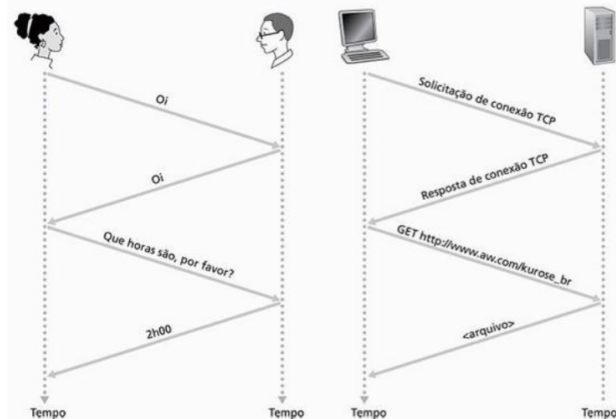 Oi
Oi
Que horas são, por favor?
2h00
Tempo
Tempo
Solicitação de conexão TCP
Resposta de conexão TCP
GET http://www.aw.com/kurose_br
<arquivo>
Tempo
Tempo